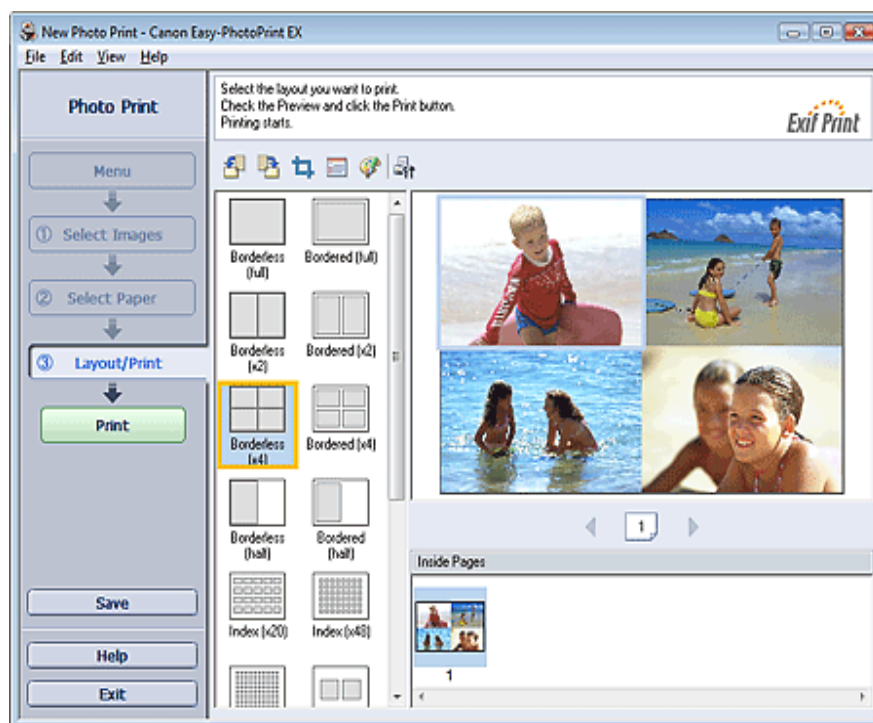 New Photo Print - Canon Easy-PhotoPrint EX
File Edit View Help
Photo Print
Menu
① Select Images
② Select Paper
③ Layout/Print
Print
Save
Help
Exit
Select the layout you want to print.
Check the Preview and click the Print button.
Printing starts.
Exif Print
Borderless
(full)
Bordered (full)
Borderless
(x2)
Bordered (x2)
Borderless
(x4)
Bordered (x4)
Borderless
(half)
Bordered
(half)
Index (x20)
Index (x48)
1
Inside Pages
1